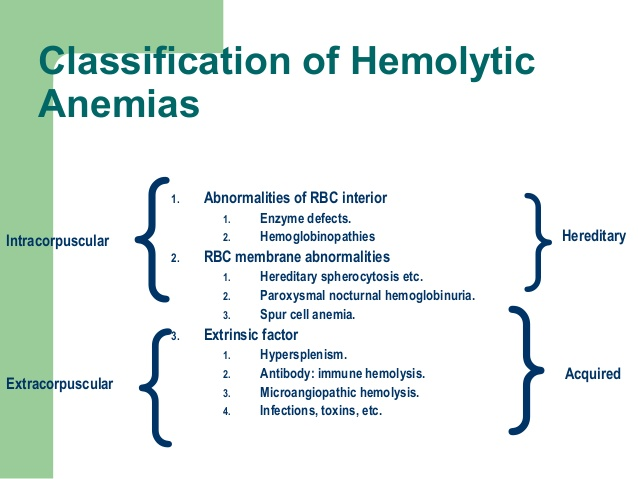 Classification of Hemolytic
Anemias
Intracorpuscular
1. Abnormalities of RBC interior
1. Enzyme defects.
2. Hemoglobinopathies
2. RBC membrane abnormalities
1. Hereditary spherocytosis etc.
2. Paroxysmal nocturnal hemoglobinuria.
3. Spur cell anemia.
Hereditary
Extracorpuscular
3. Extrinsic factor
1. Hypersplenism.
2. Antibody: immune hemolysis.
3. Microangiopathic hemolysis.
4. Infections, toxins, etc.
Acquired